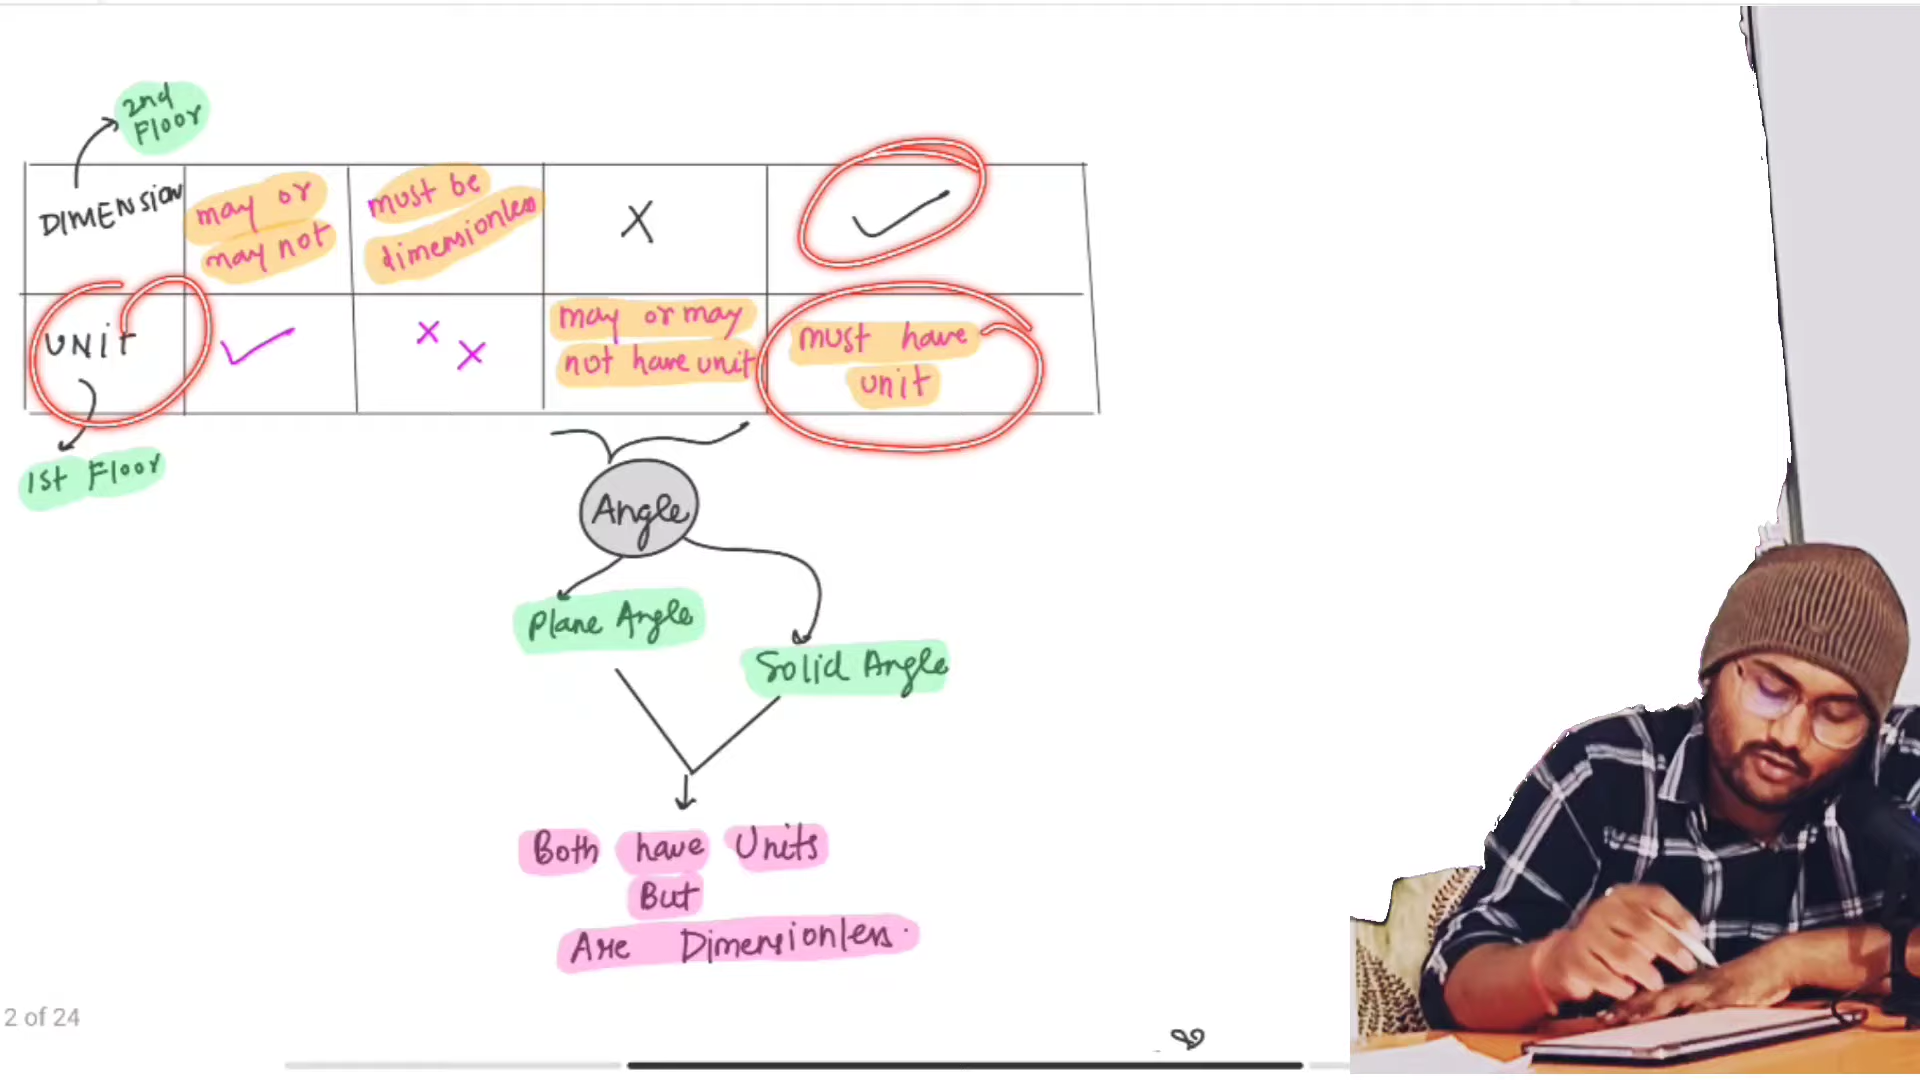 2nd
Floor
DIMENSION
may or
may not
must be
dimensionless
X
✓
UNIT
✓
x
x
may or may
not have unit
must have
unit
1st Floor
Angle
Plane Angle
Solid Angle
Both have Units
But
Are Dimensionless.
2 of 24